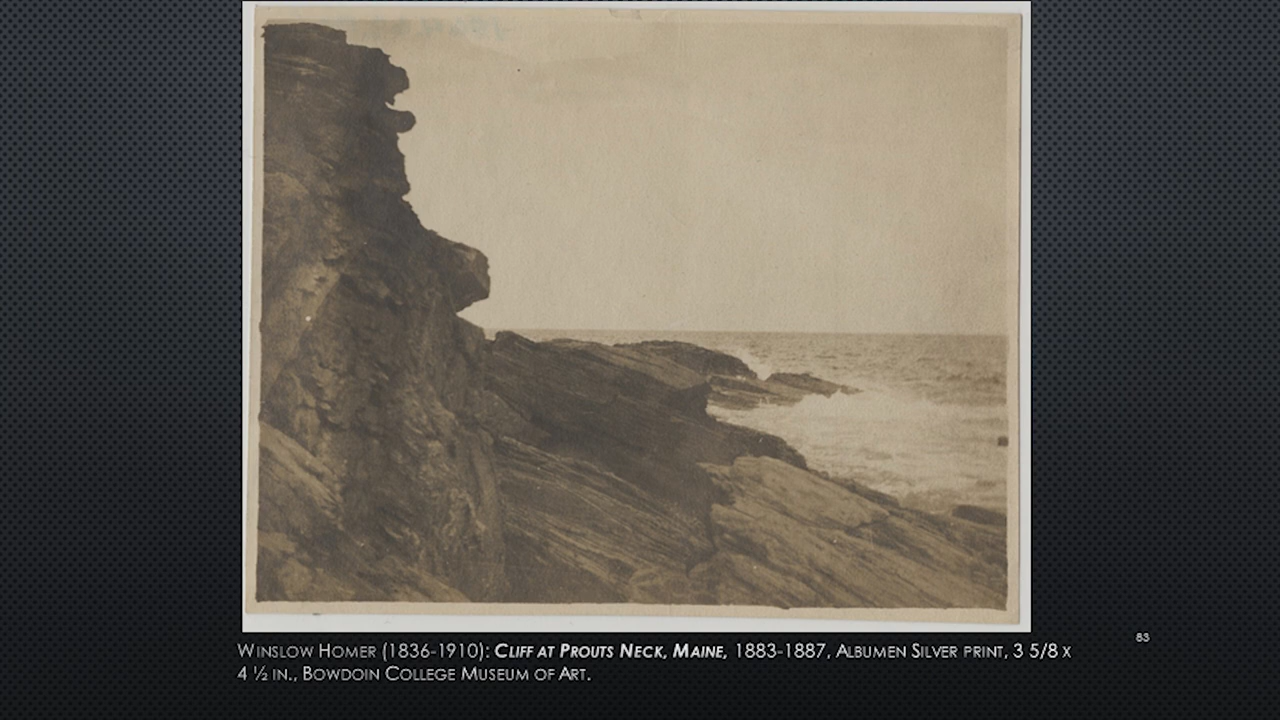 83
Winslow Homer (1836-1910): Cliff at Prouts Neck, Maine, 1883-1887, Albumen Silver print, 3 5/8 x
4 ½ in., Bowdoin College Museum of Art.